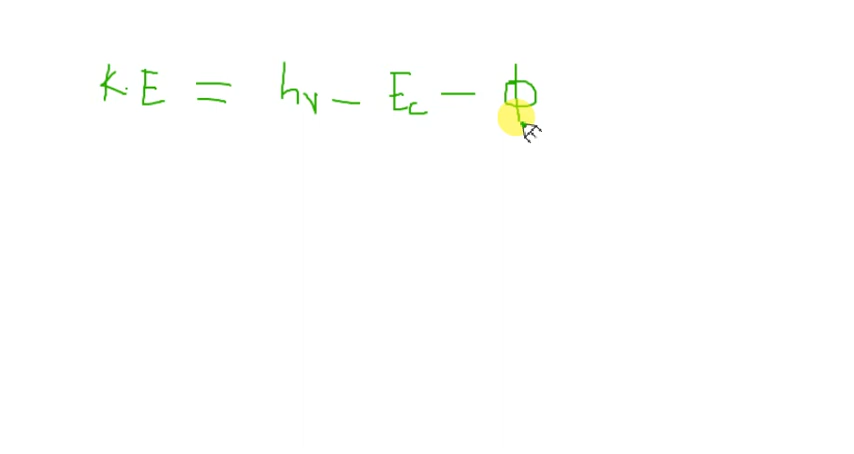 K.E = hν - E_c - φ